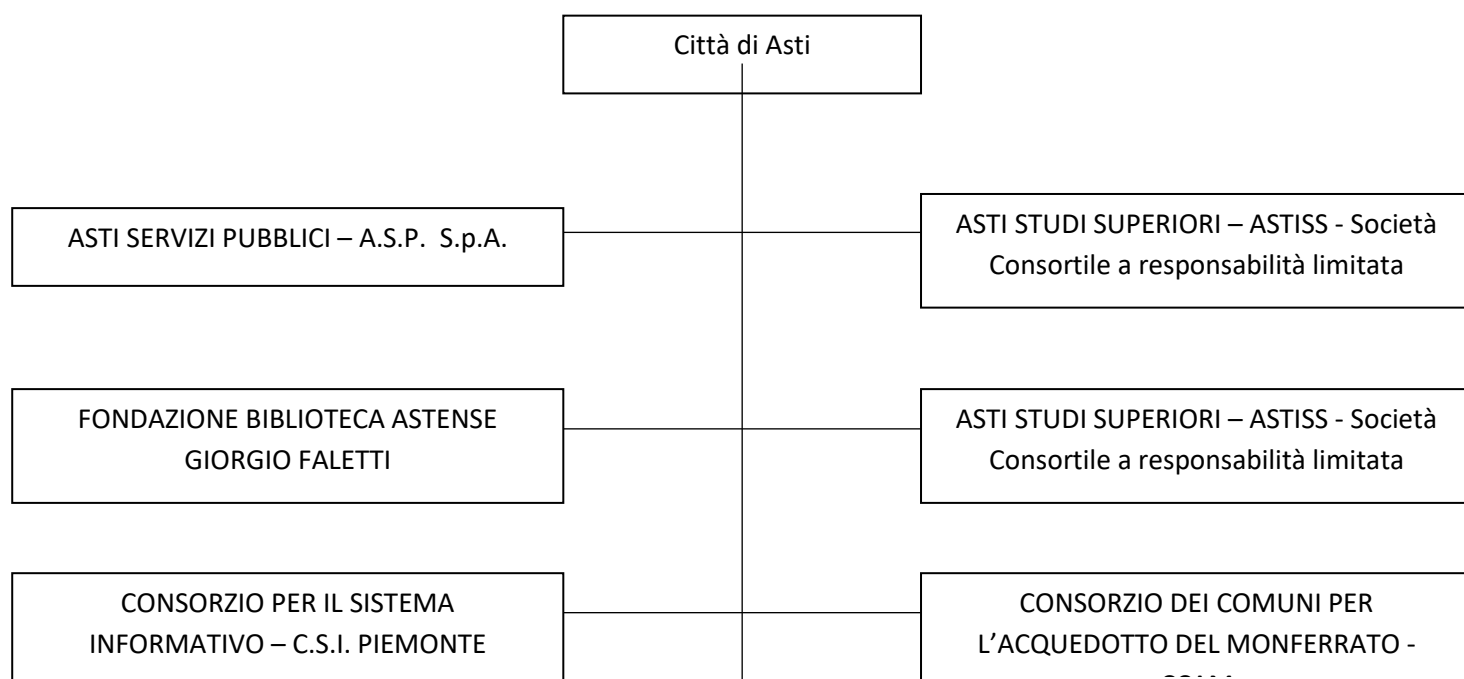 Città di Asti
ASTI SERVIZI PUBBLICI – A.S.P. S.p.A.
ASTI STUDI SUPERIORI – ASTISS - Società
Consortile a responsabilità limitata
FONDAZIONE BIBLIOTECA ASTENSE
GIORGIO FALETTI
ASTI STUDI SUPERIORI – ASTISS - Società
Consortile a responsabilità limitata
CONSORZIO PER IL SISTEMA
INFORMATIVO – C.S.I. PIEMONTE
CONSORZIO DEI COMUNI PER
L’ACQUEDOTTO DEL MONFERRATO -